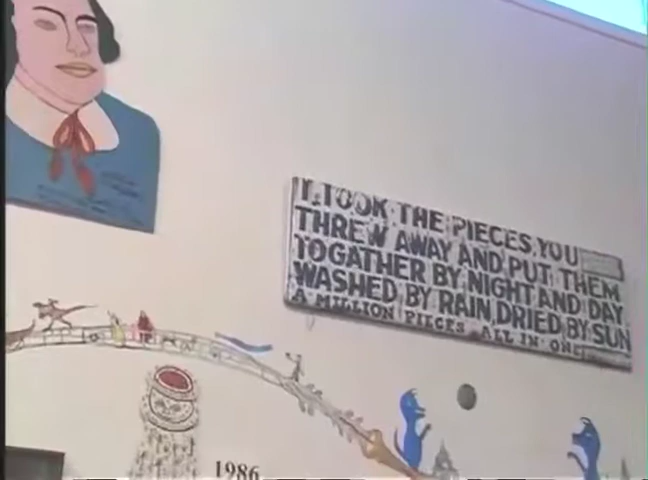 I, TOOK THE PIECES YOU
THREW AWAY AND PUT THEM
TOGATHER BY NIGHT AND DAY
WASHED BY RAIN, DRIED BY SUN
A MILLION PIECES ALL IN ONE
1986